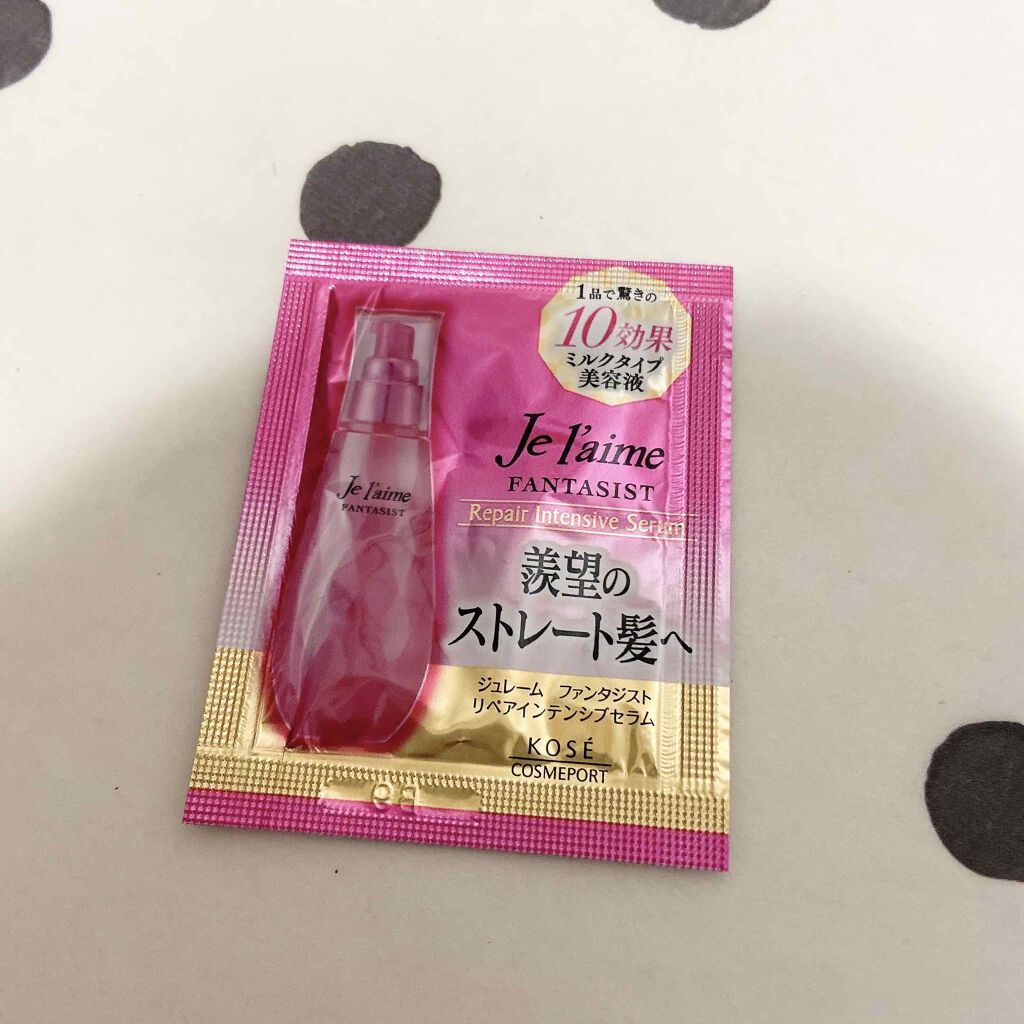 1品で驚きの
10効果
ミルクタイプ
美容液
Je l'aime
FANTASIST
Repair Intensive Serum
羨望の
ストレート髪へ
ジュレーム ファンタジスト
リペアインテンシブセラム
KOSÉ
COSMEPORT
Je l'aime
FANTASIST